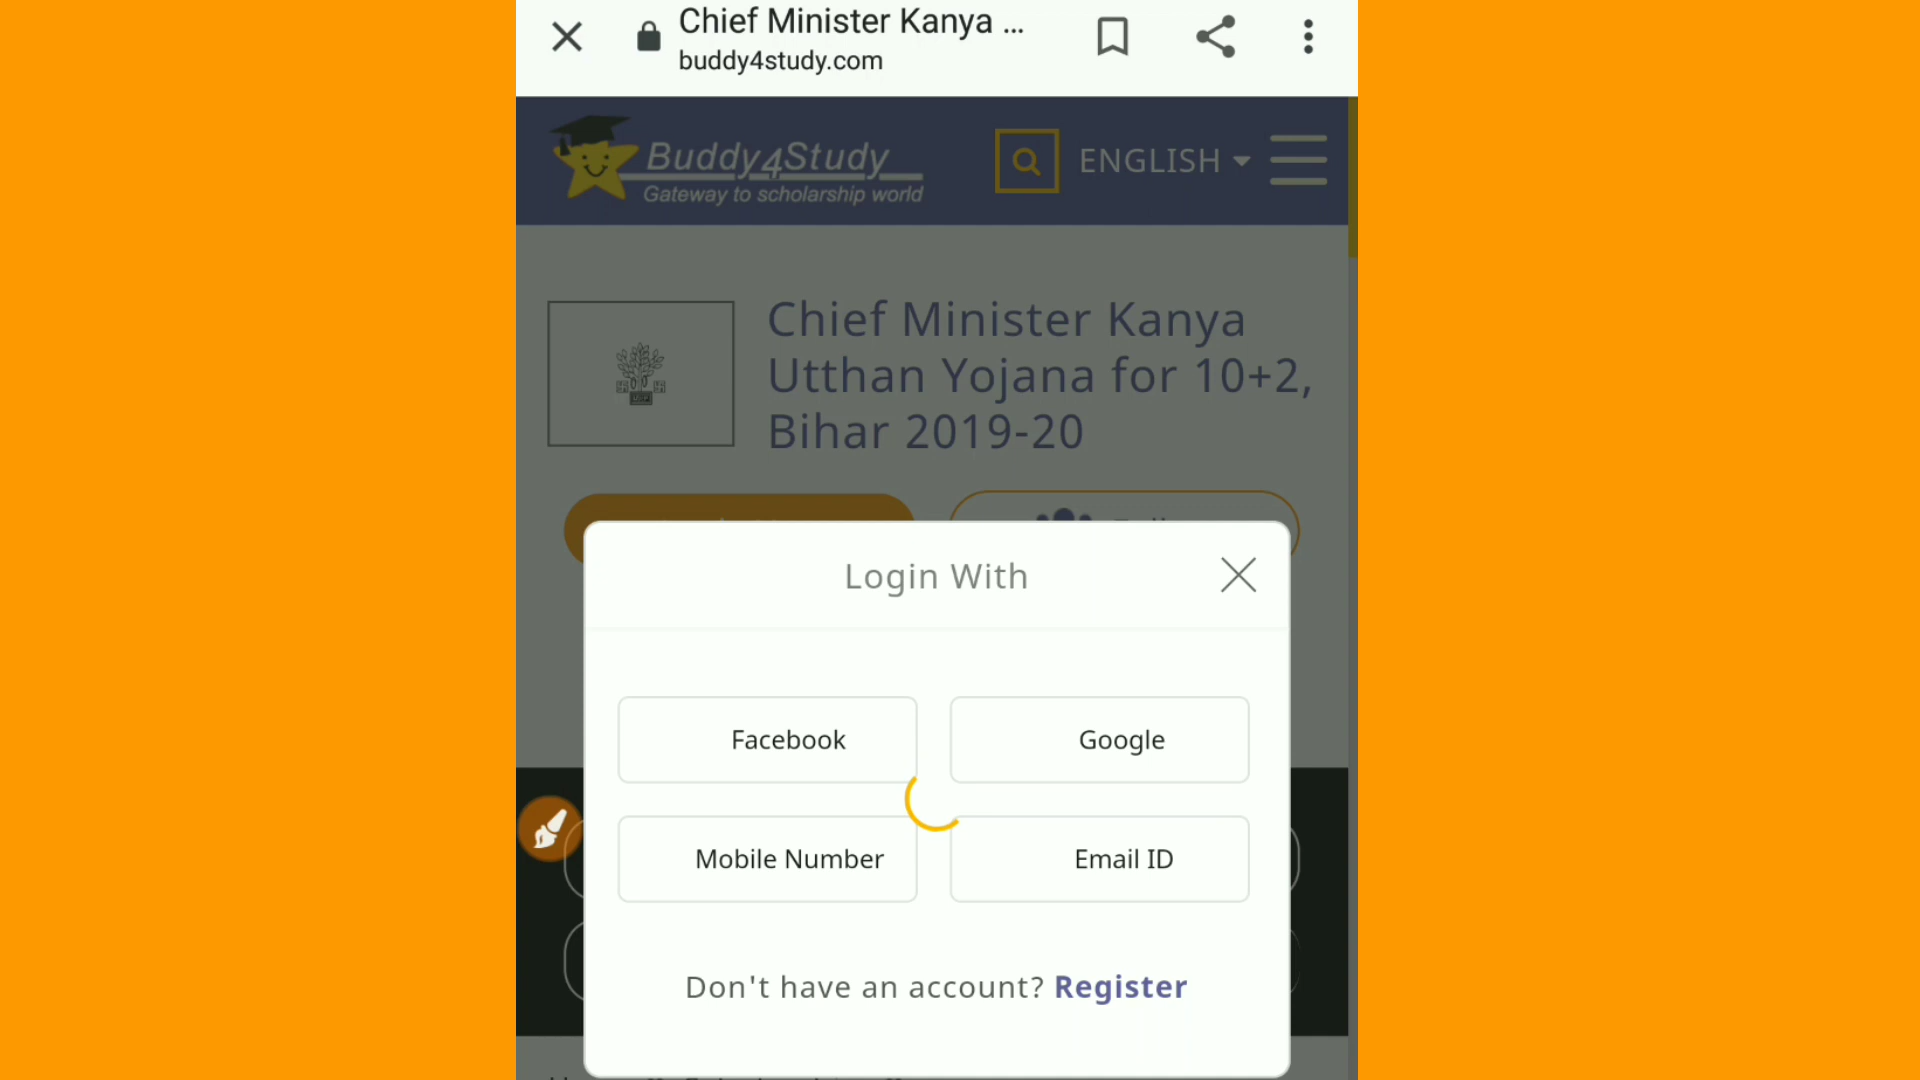 Chief Minister Kanya ...
buddy4study.com
Buddy4Study
Gateway to scholarship world
ENGLISH
Chief Minister Kanya
Utthan Yojana for 10+2,
Bihar 2019-20
Login With
Facebook
Google
Mobile Number
Email ID
Don't have an account? Register